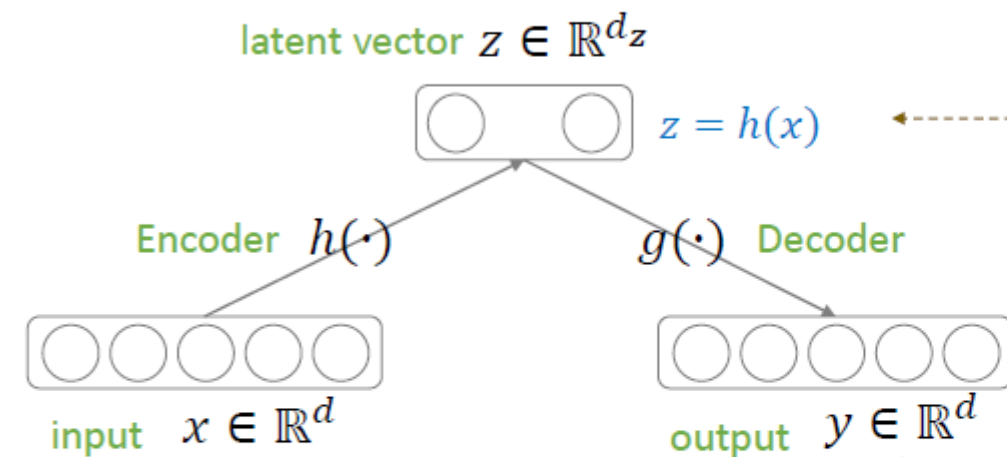 latent vector z ∈ ℝ^{d_z}
z = h(x)
Encoder h(·) g(·) Decoder
input x ∈ ℝ^d output y ∈ ℝ^d